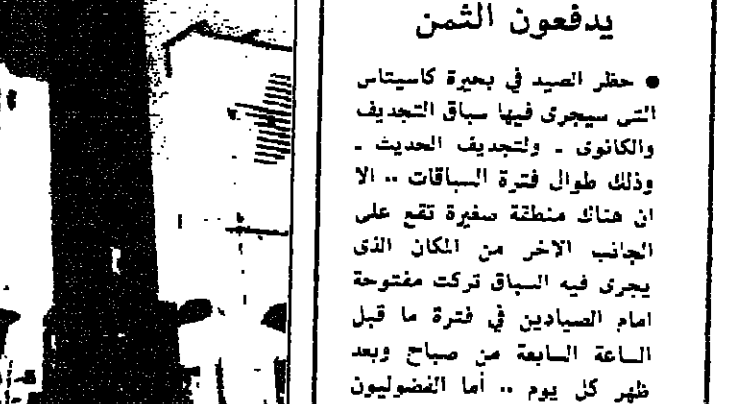 يدفعون الثمن
● حظر الصيد في بحيرة كاسيتاس
التى سيجرى فيها سباق التجديف
والكانوى - ولتجديف الحديث -
وذلك طوال فترة السباقات .. الا
ان هناك منطقة صغيرة تقع على
الجانب الاخر من المكان الذى
يجرى فيه السباق تركت مفتوحة
امام الصيادين في فترة ما قبل
الساعة السابعة من صباح وبعد
ظهر كل يوم .. أما الفضوليون